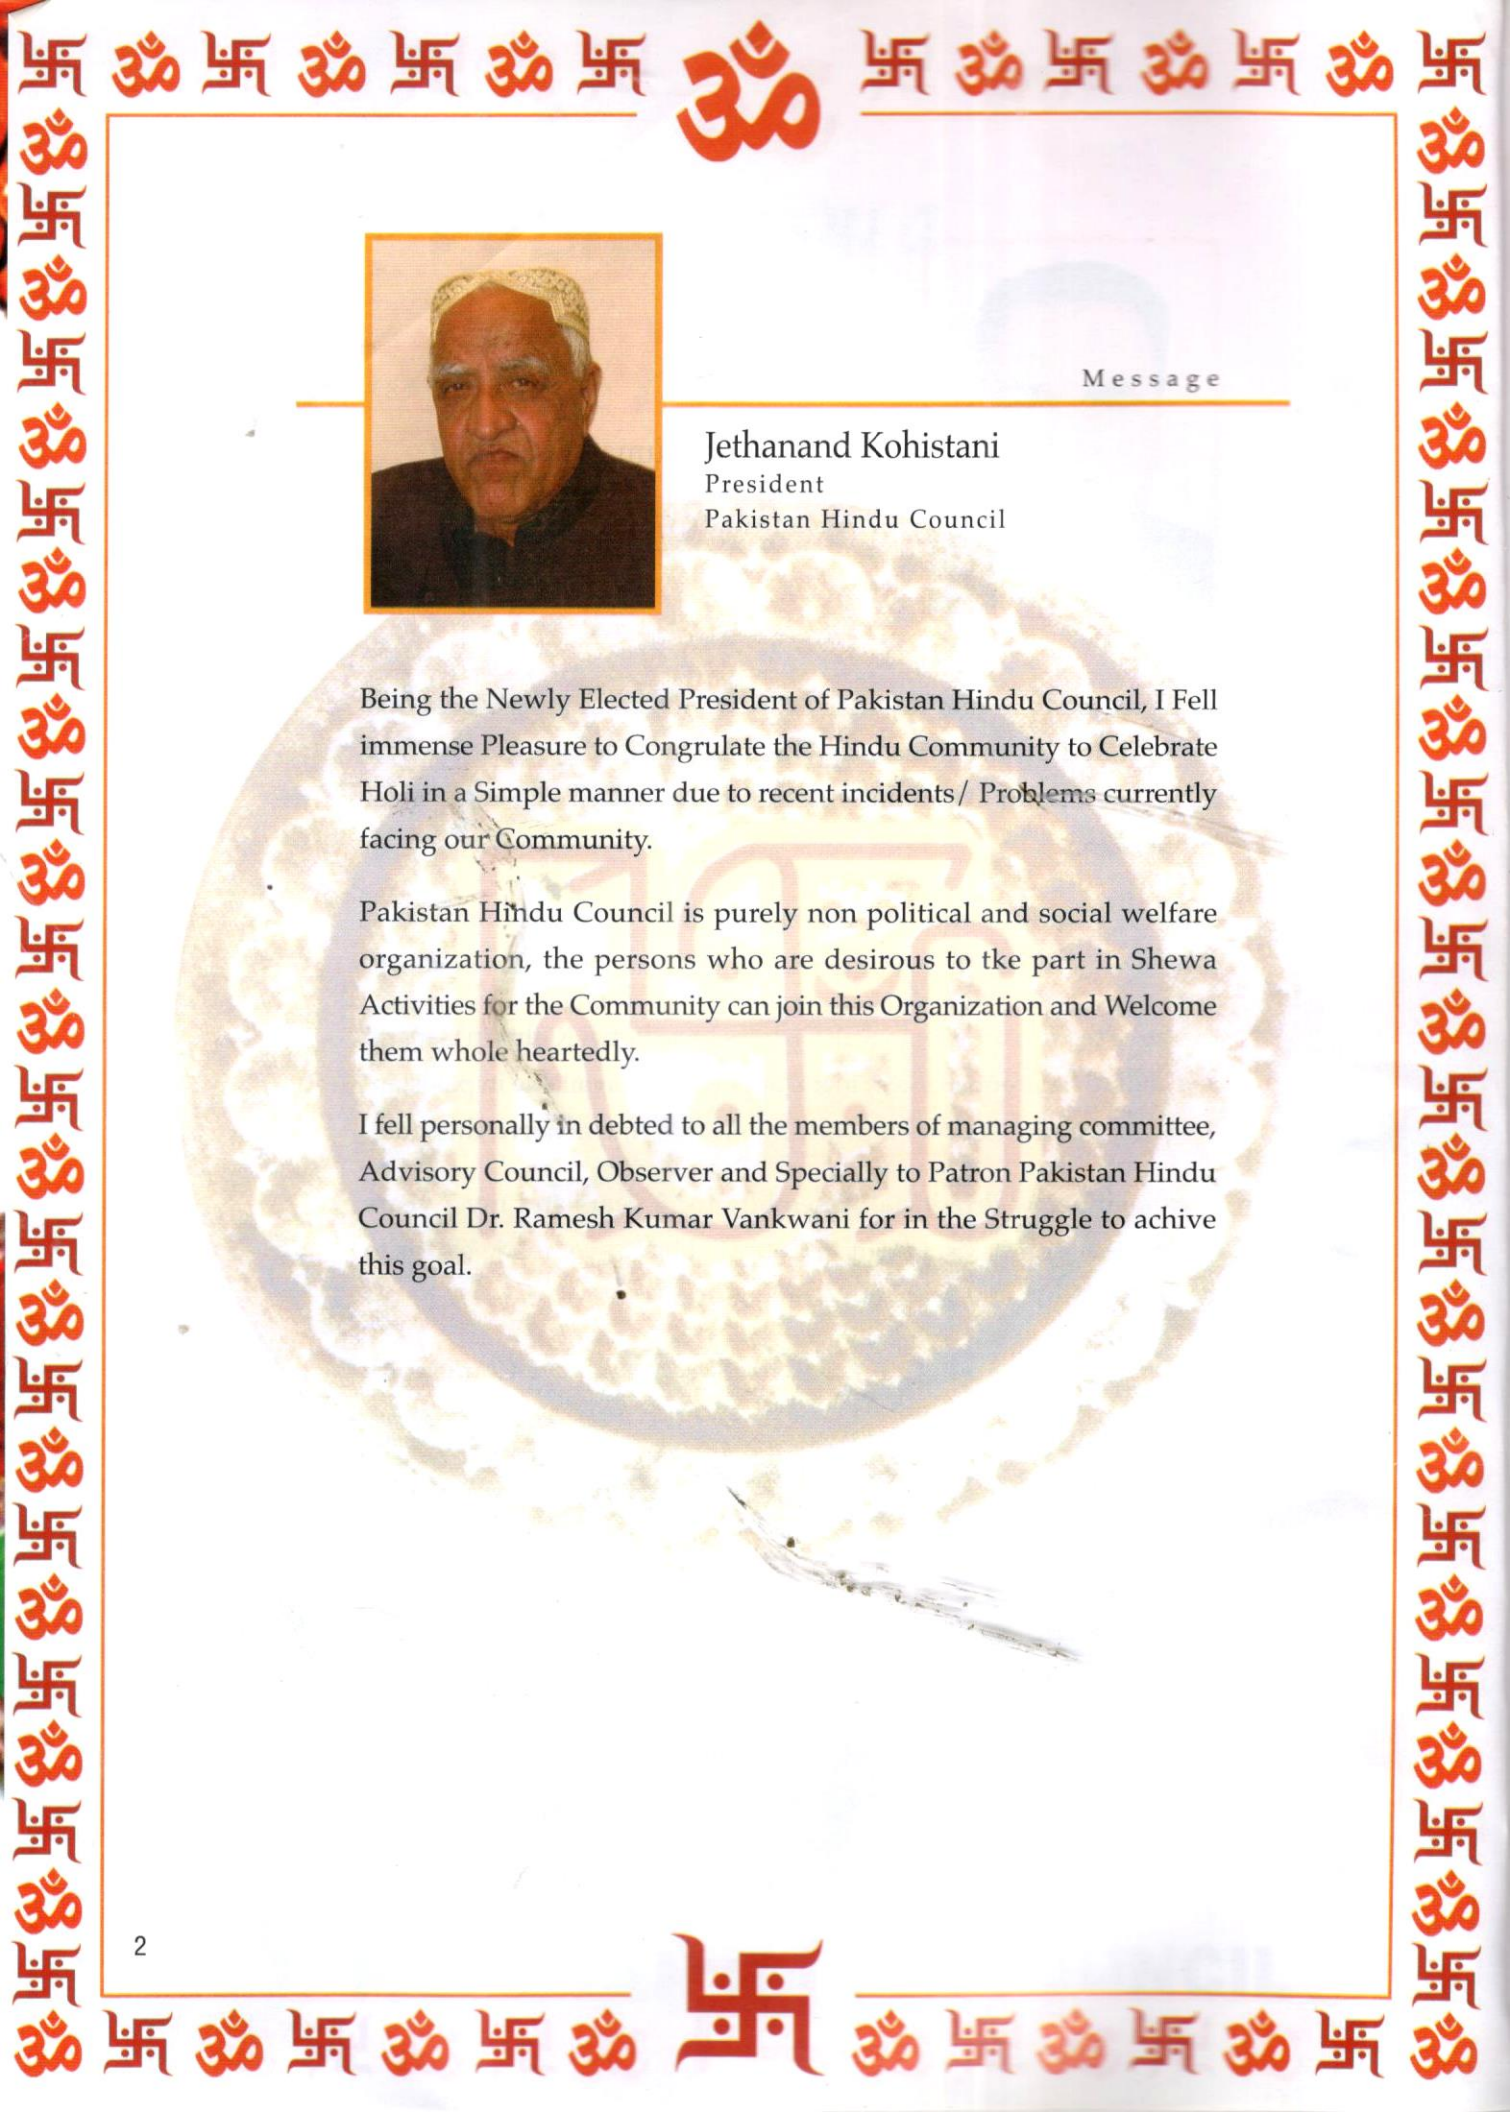 ॐ
Message
Jethanand Kohistani
President
Pakistan Hindu Council
Being the Newly Elected President of Pakistan Hindu Council, I Fell
immense Pleasure to Congrulate the Hindu Community to Celebrate
Holi in a Simple manner due to recent incidents/ Problems currently
facing our Community.
Pakistan Hindu Council is purely non political and social welfare
organization, the persons who are desirous to tke part in Shewa
Activities for the Community can join this Organization and Welcome
them whole heartedly.
I fell personally in debted to all the members of managing committee,
Advisory Council, Observer and Specially to Patron Pakistan Hindu
Council Dr. Ramesh Kumar Vankwani for in the Struggle to achive
this goal.
2